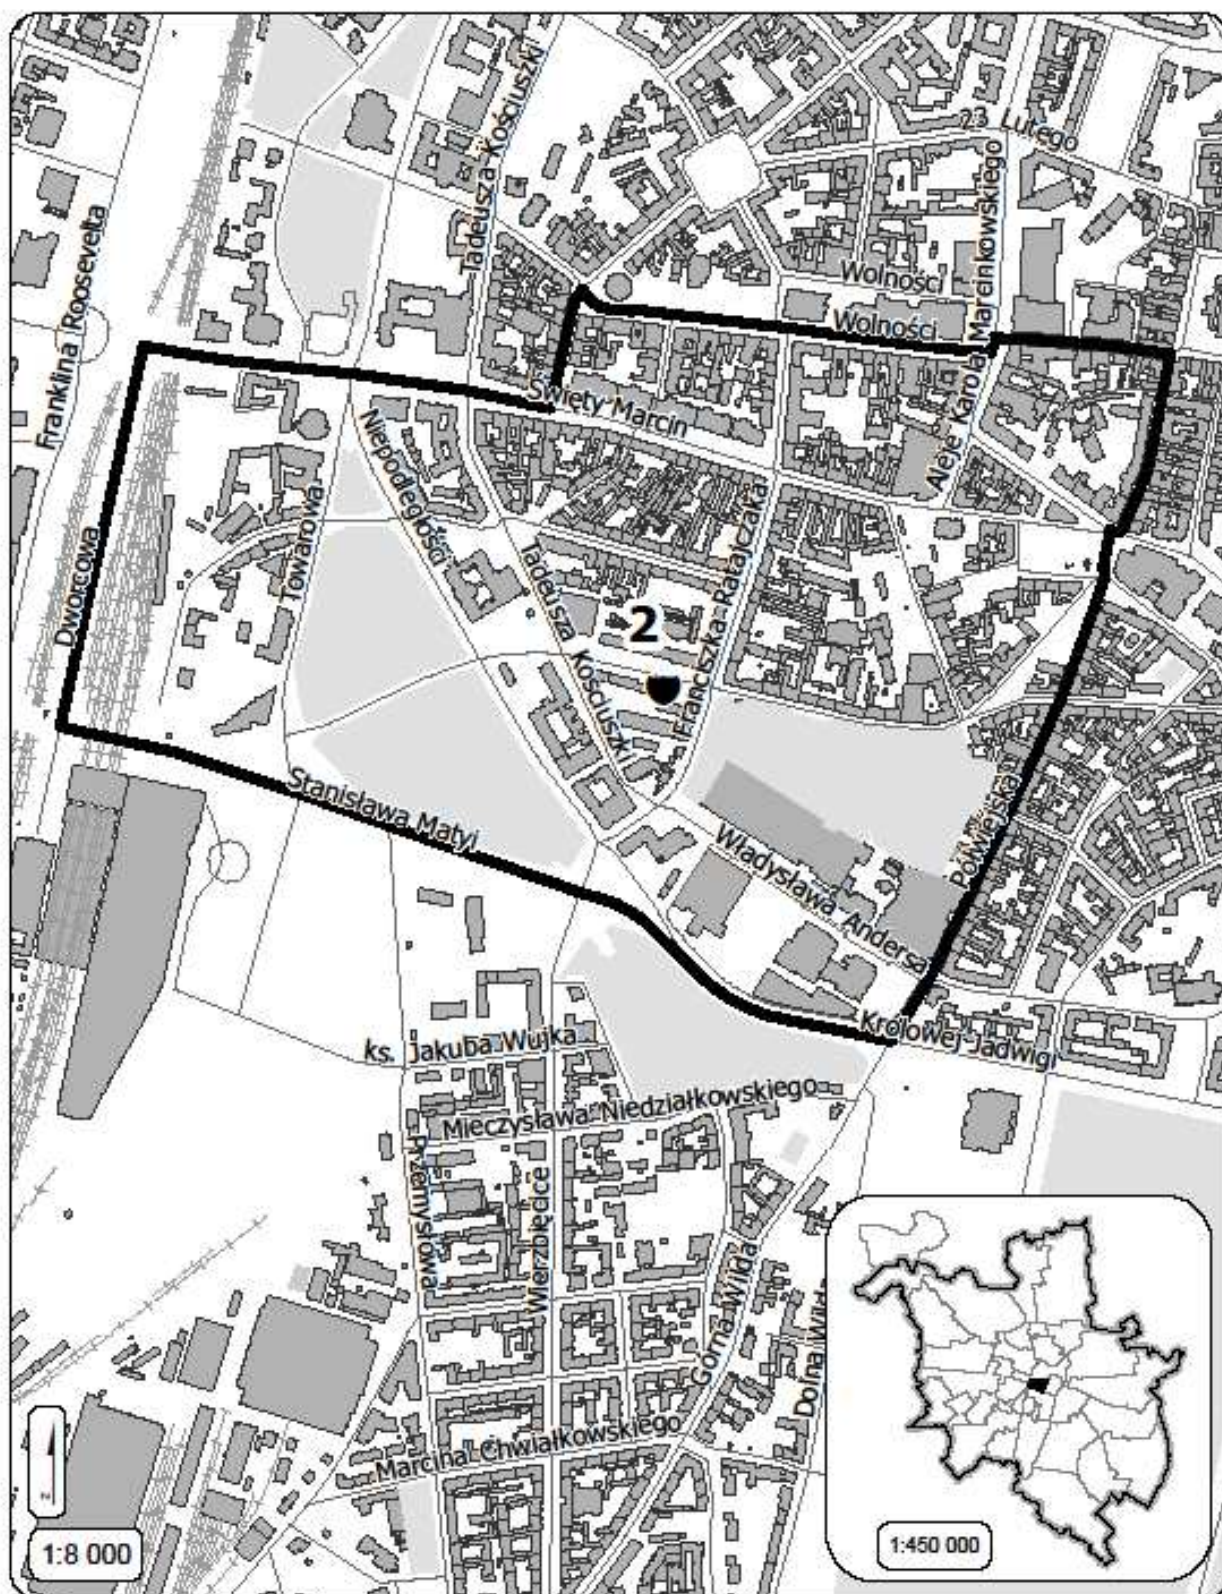 Tadeusza Kościuszki
23 Lutego
Franklina Roosevelta
Aleje Karola Marcinkowskiego
Wolności
Wolności
Święty Marcin
Niepodległości
Towarowa
Dworcowa
Tadeusza Kościuszki
Franciszka Ratajczaka
2
Stanisława Matyi
Półwiejska
Władysława Andersa
Królowej Jadwigi
ks. Jakuba Wujka
Mieczysława Niedziałkowskiego
Przemysłowa
Wierzbięcice
Górna Wilda
Dolna Wilda
Marcina Chwiałkowskiego
z
1:8 000
1:450 000